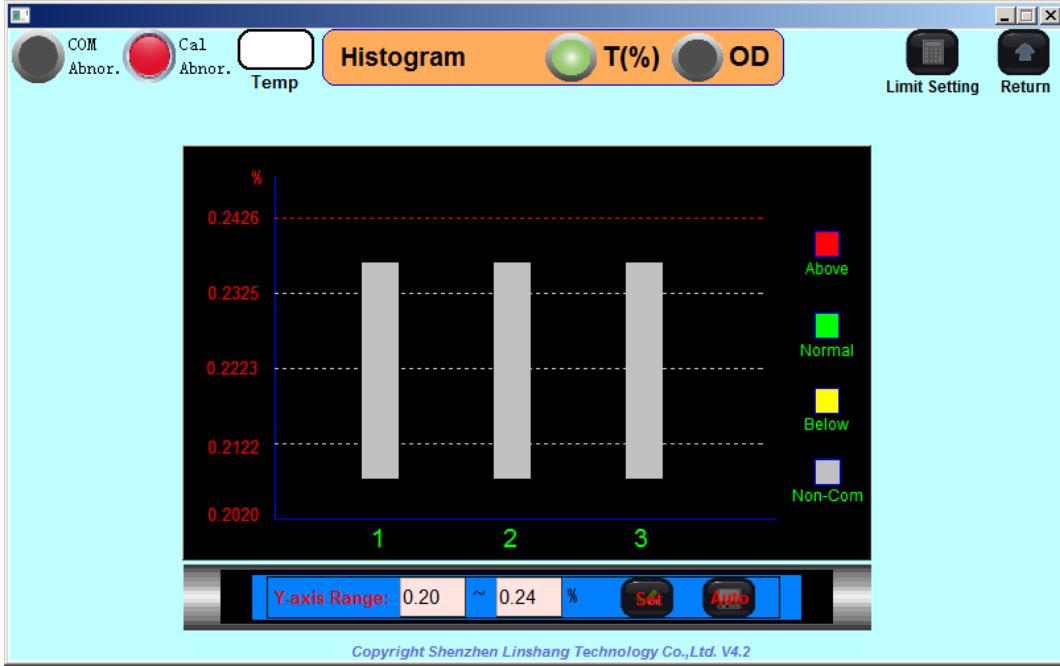 COM
Abnor.
Cal
Abnor.
Temp
Histogram
T(%)
OD
Limit Setting
Return
%
0.2426
0.2325
0.2223
0.2122
0.2020
1
2
3
Above
Normal
Below
Non-Com
Y-axis Range: 0.20 ~ 0.24 % Set Auto
Copyright Shenzhen Linshang Technology Co.,Ltd. V4.2